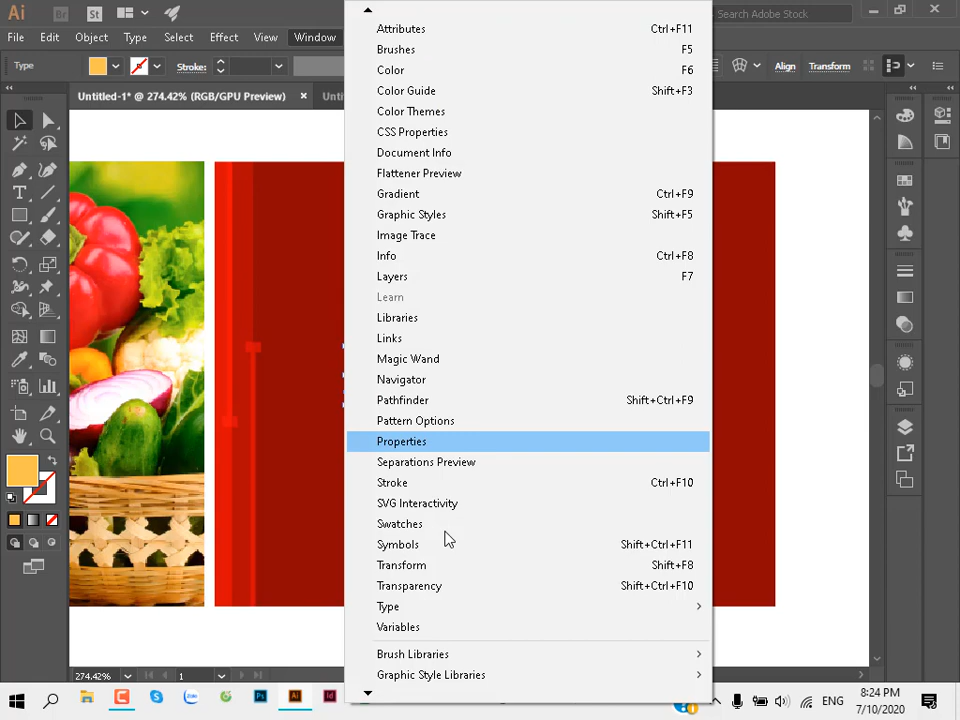 Ai Br St Search Adobe Stock
File Edit Object Type Select Effect View Window
Type Stroke: Align Transform
Untitled-1* @ 274.42% (RGB/GPU Preview) × Unt
Attributes Ctrl+F11
Brushes F5
Color F6
Color Guide Shift+F3
Color Themes
CSS Properties
Document Info
Flattener Preview
Gradient Ctrl+F9
Graphic Styles Shift+F5
Image Trace
Info Ctrl+F8
Layers F7
Learn
Libraries
Links
Magic Wand
Navigator
Pathfinder Shift+Ctrl+F9
Pattern Options
Properties
Separations Preview
Stroke Ctrl+F10
SVG Interactivity
Swatches
Symbols Shift+Ctrl+F11
Transform Shift+F8
Transparency Shift+Ctrl+F10
Type
Variables
Brush Libraries
Graphic Style Libraries
274.42% 1
Zalo Ps Ai Id ENG 8:24 PM
7/10/2020